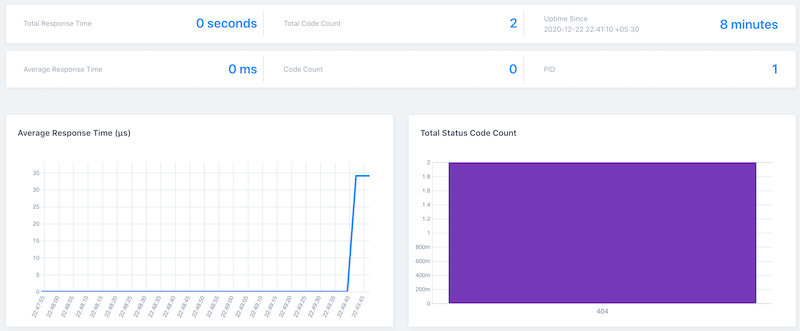 Total Response Time 0 seconds Total Code Count 2 Uptime Since 2020-12-22 22:41:10 +05:30 8 minutes
Average Response Time 0 ms Code Count 0 PID 1
Average Response Time (μs)
35
30
25
20
15
10
5
0
22:47:55 22:48:00 22:48:05 22:48:10 22:48:15 22:48:20 22:48:25 22:48:30 22:48:35 22:48:40 22:48:45 22:48:50 22:48:55 22:49:00 22:49:05 22:49:10 22:49:15 22:49:20 22:49:25 22:49:30 22:49:35 22:49:40 22:49:45
Total Status Code Count
2
1.8
1.6
1.4
1.2
1
800m
600m
400m
200m
0
404